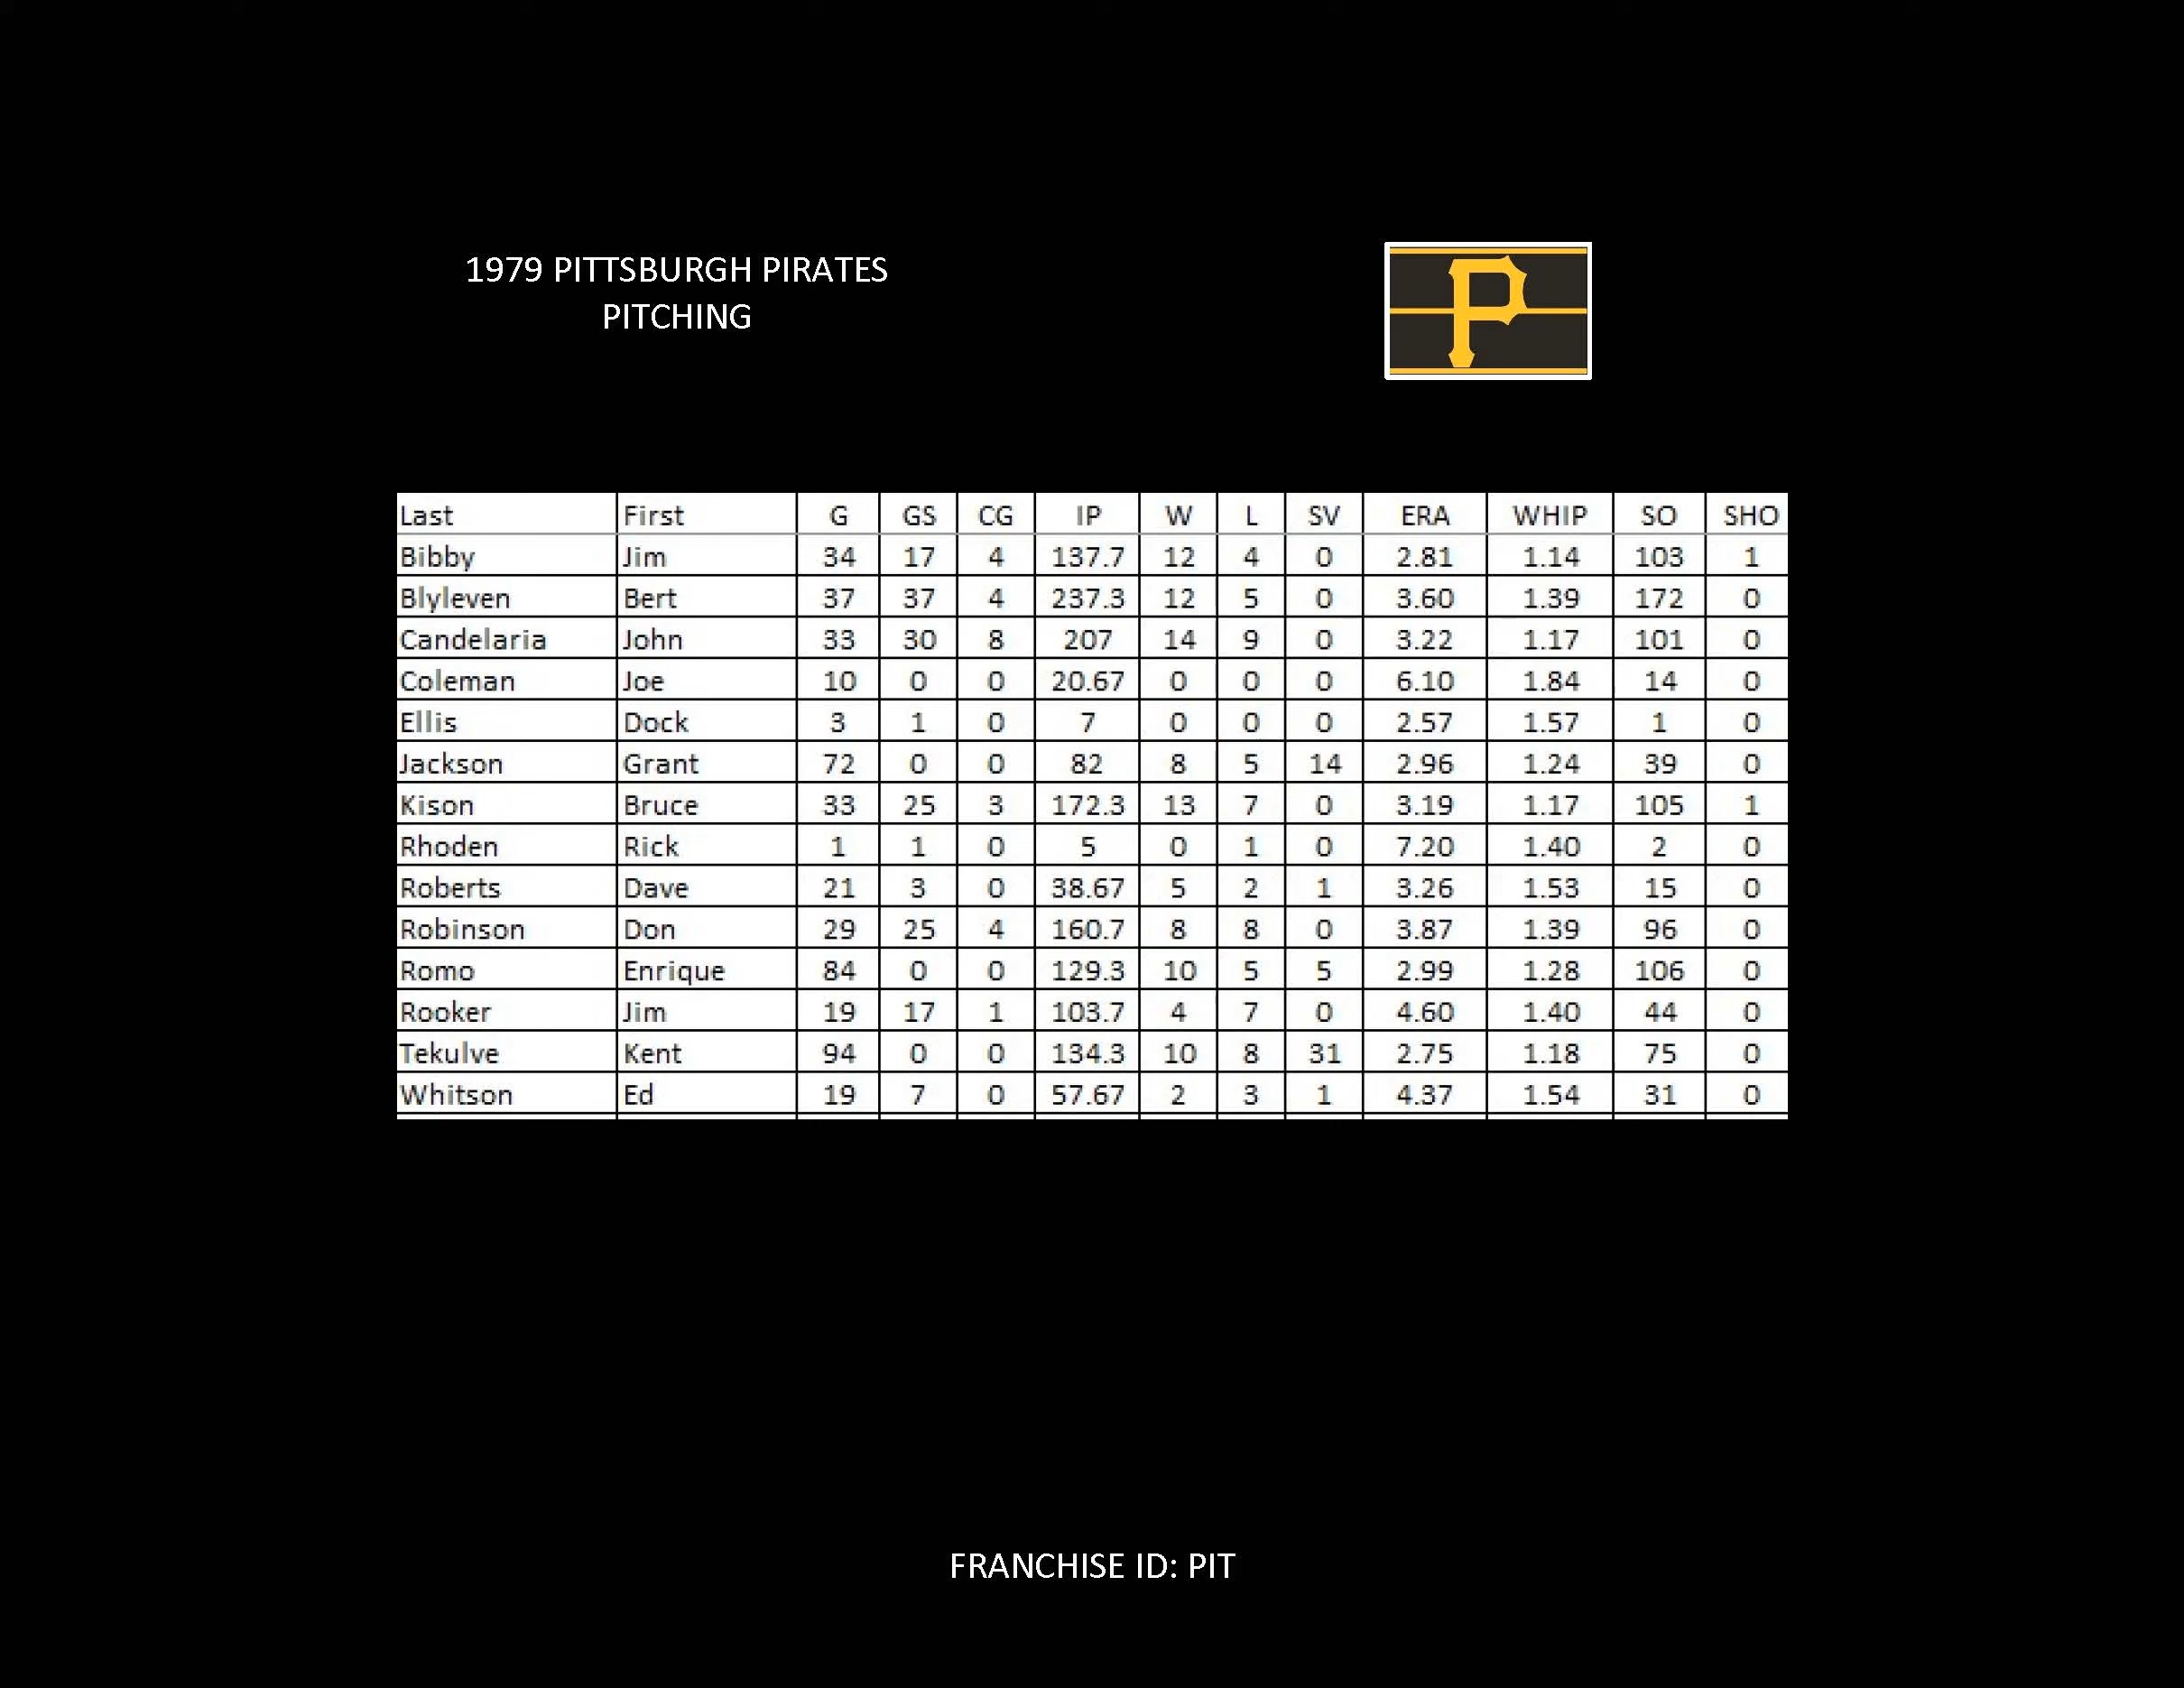 1979 PITTSBURGH PIRATES
PITCHING
P
Last First G GS CG IP W L SV ERA WHIP SO SHO
Bibby Jim 34 17 4 137.7 12 4 0 2.81 1.14 103 1
Blyleven Bert 37 37 4 237.3 12 5 0 3.60 1.39 172 0
Candelaria John 33 30 8 207 14 9 0 3.22 1.17 101 0
Coleman Joe 10 0 0 20.67 0 0 0 6.10 1.84 14 0
Ellis Dock 3 1 0 7 0 0 0 2.57 1.57 1 0
Jackson Grant 72 0 0 82 8 5 14 2.96 1.24 39 0
Kison Bruce 33 25 3 172.3 13 7 0 3.19 1.17 105 1
Rhoden Rick 1 1 0 5 0 1 0 7.20 1.40 2 0
Roberts Dave 21 3 0 38.67 5 2 1 3.26 1.53 15 0
Robinson Don 29 25 4 160.7 8 8 0 3.87 1.39 96 0
Romo Enrique 84 0 0 129.3 10 5 5 2.99 1.28 106 0
Rooker Jim 19 17 1 103.7 4 7 0 4.60 1.40 44 0
Tekulve Kent 94 0 0 134.3 10 8 31 2.75 1.18 75 0
Whitson Ed 19 7 0 57.67 2 3 1 4.37 1.54 31 0
FRANCHISE ID: PIT